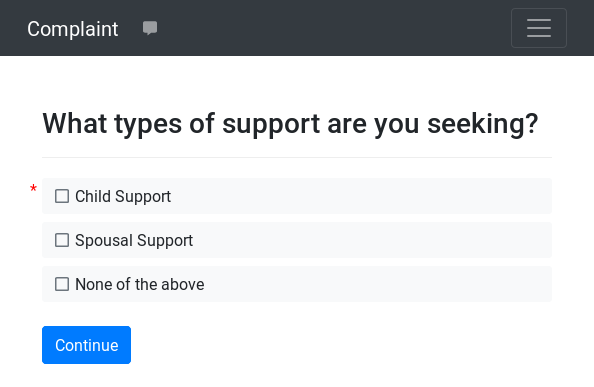 Complaint
What types of support are you seeking?
* Child Support
Spousal Support
None of the above
Continue